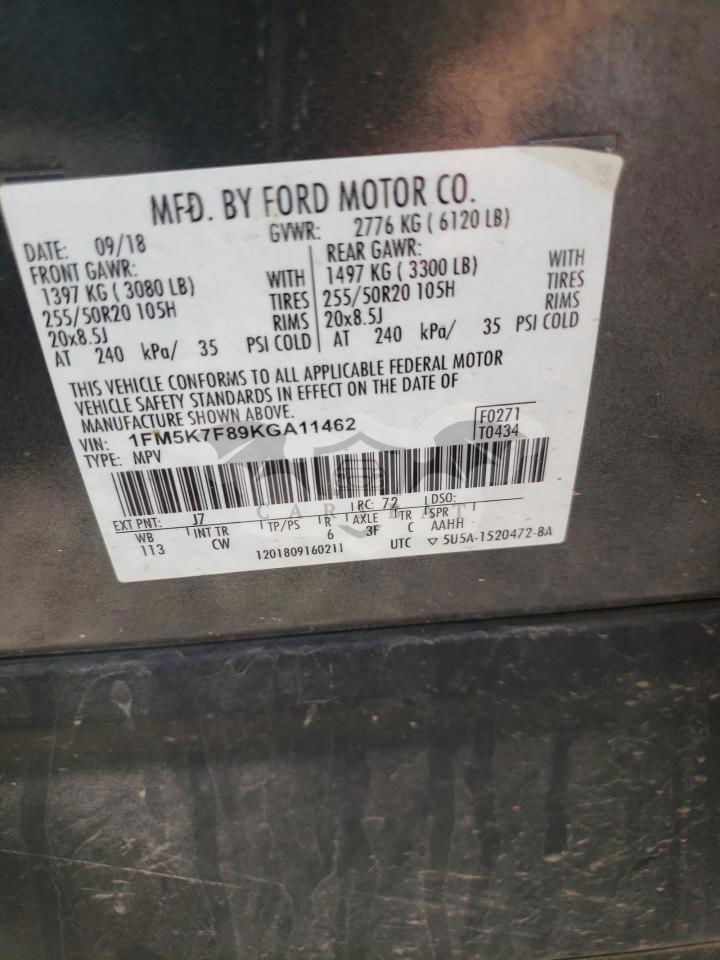 MFD. BY FORD MOTOR CO.
DATE: 09/18 GVWR: 2776 KG ( 6120 LB)
FRONT GAWR: REAR GAWR:
1397 KG ( 3080 LB) WITH 1497 KG ( 3300 LB) WITH
255/50R20 105H TIRES 255/50R20 105H TIRES
20x8.5J RIMS 20x8.5J RIMS
AT 240 kPa/ 35 PSI COLD AT 240 kPa/ 35 PSI COLD
THIS VEHICLE CONFORMS TO ALL APPLICABLE FEDERAL MOTOR
VEHICLE SAFETY STANDARDS IN EFFECT ON THE DATE OF
MANUFACTURE SHOWN ABOVE.
VIN: 1FM5K7F89KGA11462 F0271
TYPE: MPV T0434
EXT PNT: J7 RC: 72 DSO:
WB INT TR TP/PS R AXLE TR SPR
113 CW 6 3F C AAHH
1201809160211 UTC ▽ 5U5A-1520472-BA